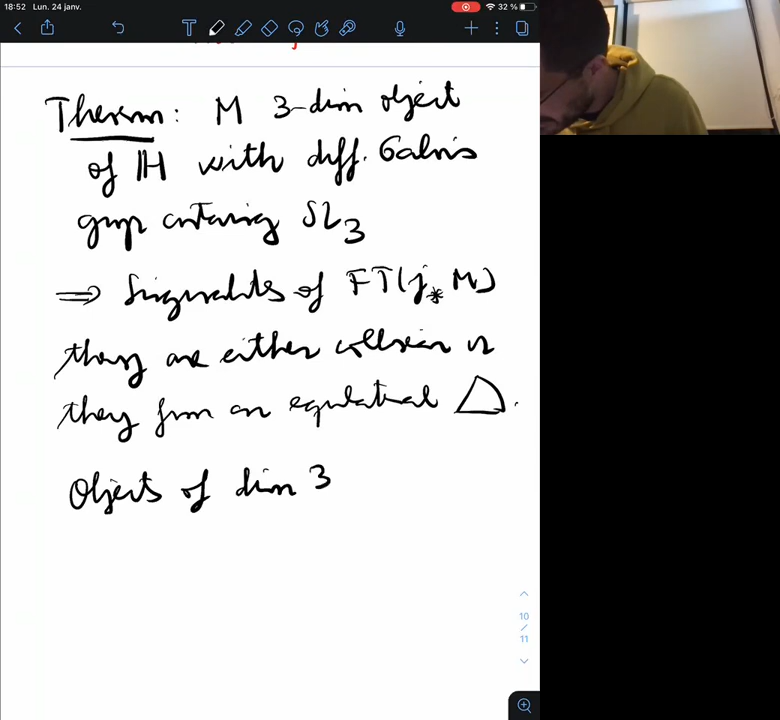 18:52 Lun. 24 janv. 32 %
Theorem: M 3-dim object
of H with diff. Galois
group containing SL3
⇒ Singularities of FT(j* M)
they are either collinear or
they form an equilateral △.
Objects of dim 3
10
/
11